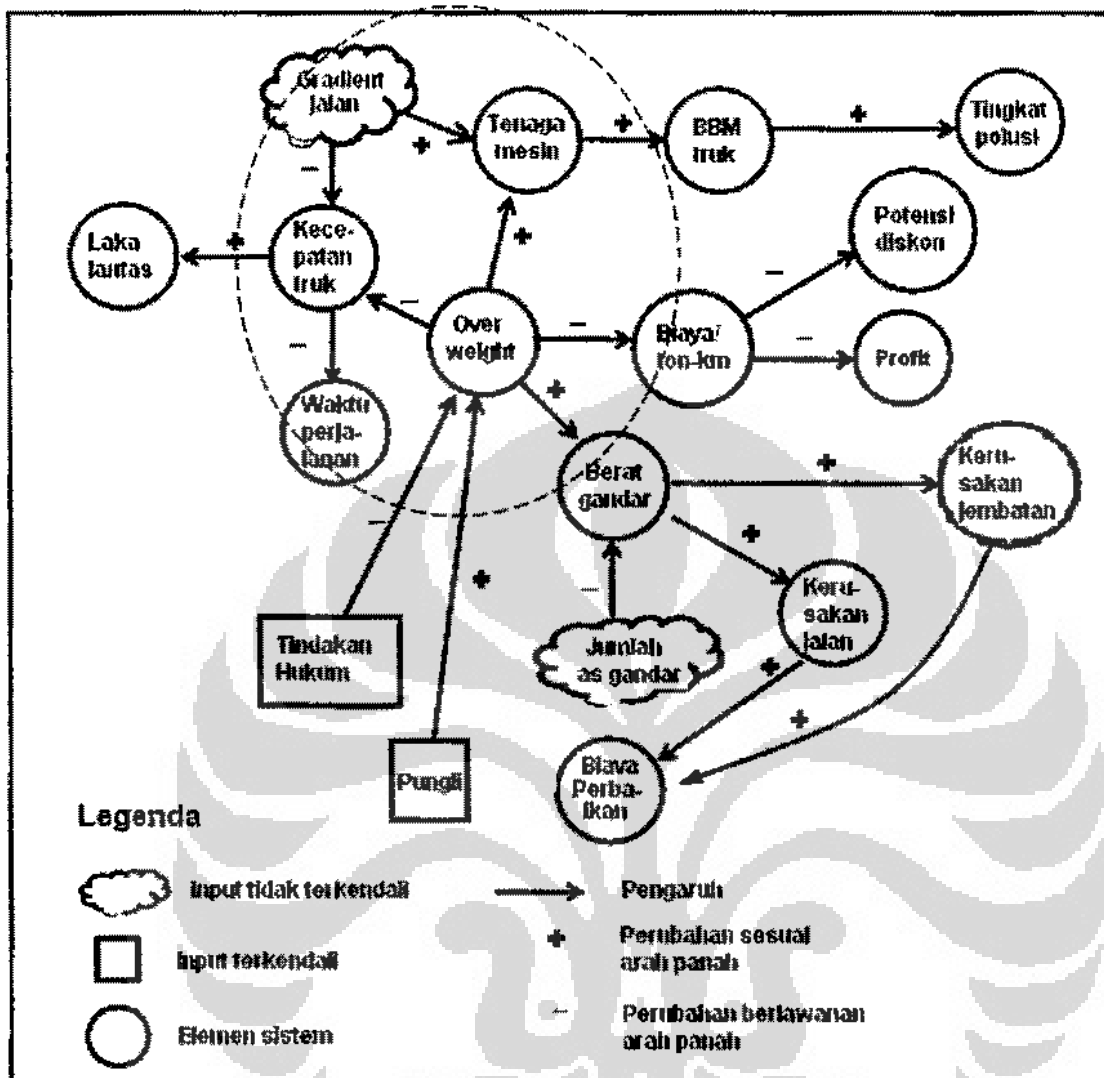 Gradient
jalan
Tenaga
mesin
BBM
truk
Tingkat
polusi
+
+
+
–
Laka
lantas
+
Kece-
patan
truk
+
Potensi
diskon
–
–
Over
weight
–
Biaya/
ton-km
–
Profit
–
+
Waktu
perja-
lanan
Berat
gandar
+
Keru-
sakan
jembatan
–
+
+
–
Keru-
sakan
jalan
Tindakan
Hukum
Jumlah
as gandar
+
+
Pungli
Biaya
Perba-
ikan
Legenda
Input tidak terkendali
Pengaruh
Input terkendali
+
Perubahan sesuai
arah panah
Elemen sistem
–
Perubahan berlawanan
arah panah